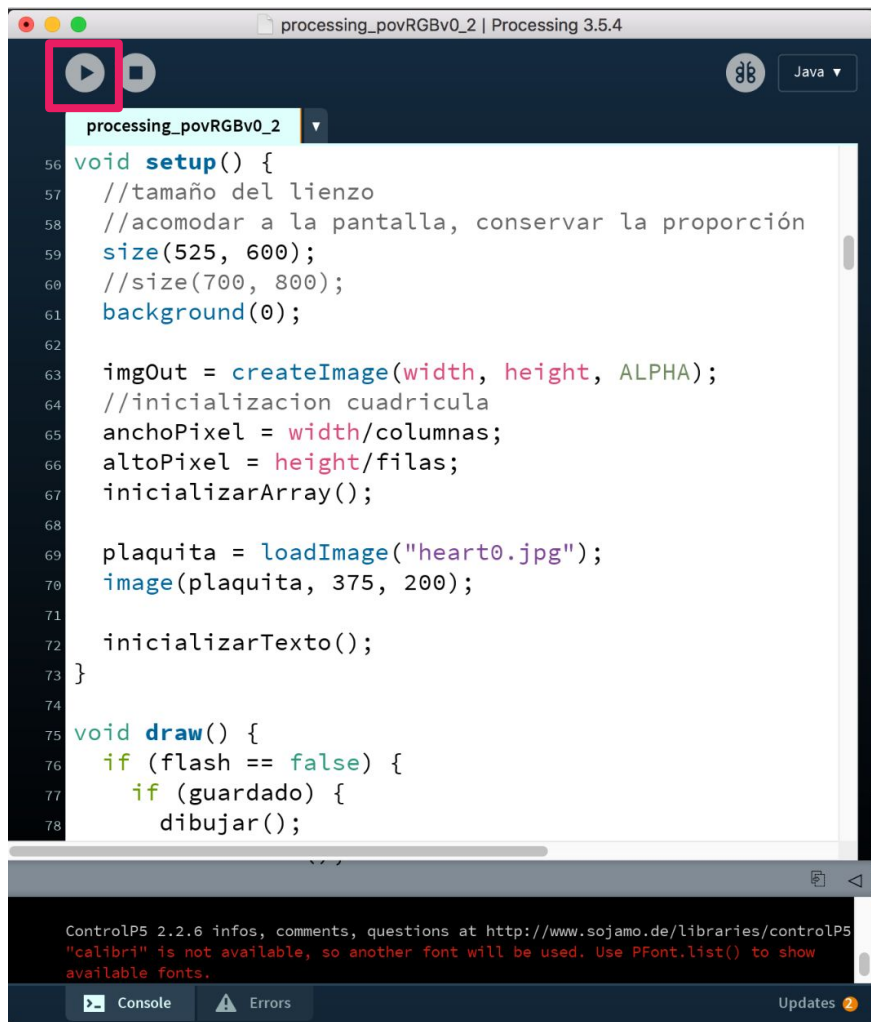 processing_povRGBv0_2 | Processing 3.5.4
Java ▼
processing_povRGBv0_2 ▼
56 void setup() {
57 //tamaño del lienzo
58 //acomodar a la pantalla, conservar la proporción
59 size(525, 600);
60 //size(700, 800);
61 background(0);
62
63 imgOut = createImage(width, height, ALPHA);
64 //inicializacion cuadricula
65 anchoPixel = width/columnas;
66 altoPixel = height/filas;
67 inicializarArray();
68
69 plaquita = loadImage("heart0.jpg");
70 image(plaquita, 375, 200);
71
72 inicializarTexto();
73 }
74
75 void draw() {
76 if (flash == false) {
77 if (guardado) {
78 dibujar();
ControlP5 2.2.6 infos, comments, questions at http://www.sojamo.de/libraries/controlP5
"calibri" is not available, so another font will be used. Use PFont.list() to show
available fonts.
>_ Console Errors Updates 2